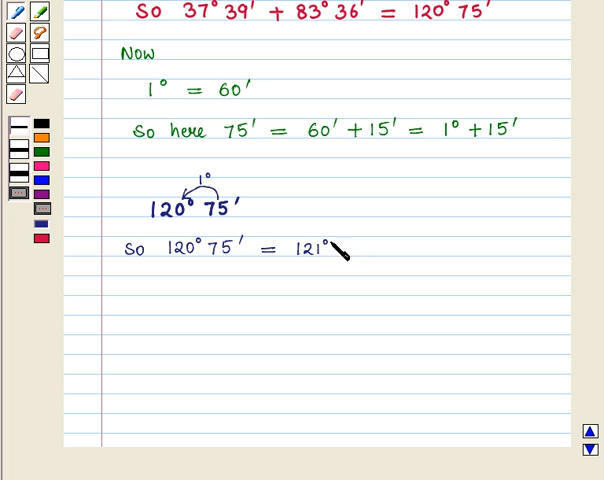 So 37° 39' + 83° 36' = 120° 75'
Now
1° = 60'
So here 75' = 60' + 15' = 1° + 15'
1°
120° 75'
So 120° 75' = 121°